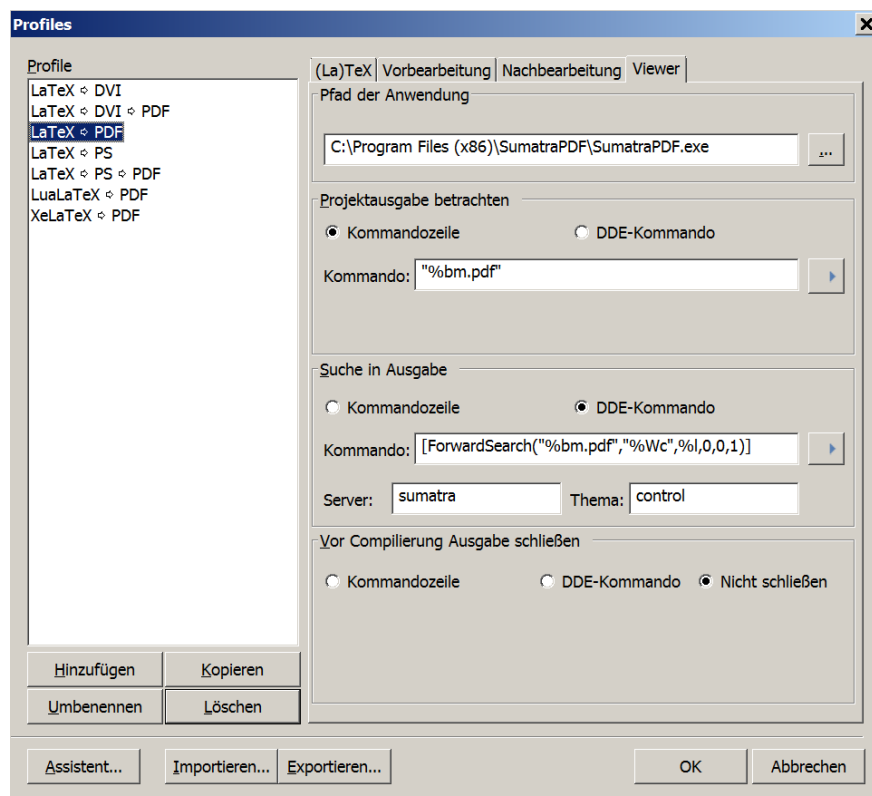 Profiles
Profile
LaTeX ⇨ DVI
LaTeX ⇨ DVI ⇨ PDF
LaTeX ⇨ PDF
LaTeX ⇨ PS
LaTeX ⇨ PS ⇨ PDF
LuaLaTeX ⇨ PDF
XeLaTeX ⇨ PDF
Hinzufügen Kopieren
Umbenennen Löschen
(La)TeX Vorbearbeitung Nachbearbeitung Viewer
Pfad der Anwendung
C:\Program Files (x86)\SumatraPDF\SumatraPDF.exe ...
Projektausgabe betrachten
Kommandozeile DDE-Kommando
Kommando: "%bm.pdf"
Suche in Ausgabe
Kommandozeile DDE-Kommando
Kommando: [ForwardSearch("%bm.pdf","%Wc",%l,0,0,1)]
Server: sumatra Thema: control
Vor Compilierung Ausgabe schließen
Kommandozeile DDE-Kommando Nicht schließen
Assistent... Importieren... Exportieren... OK Abbrechen